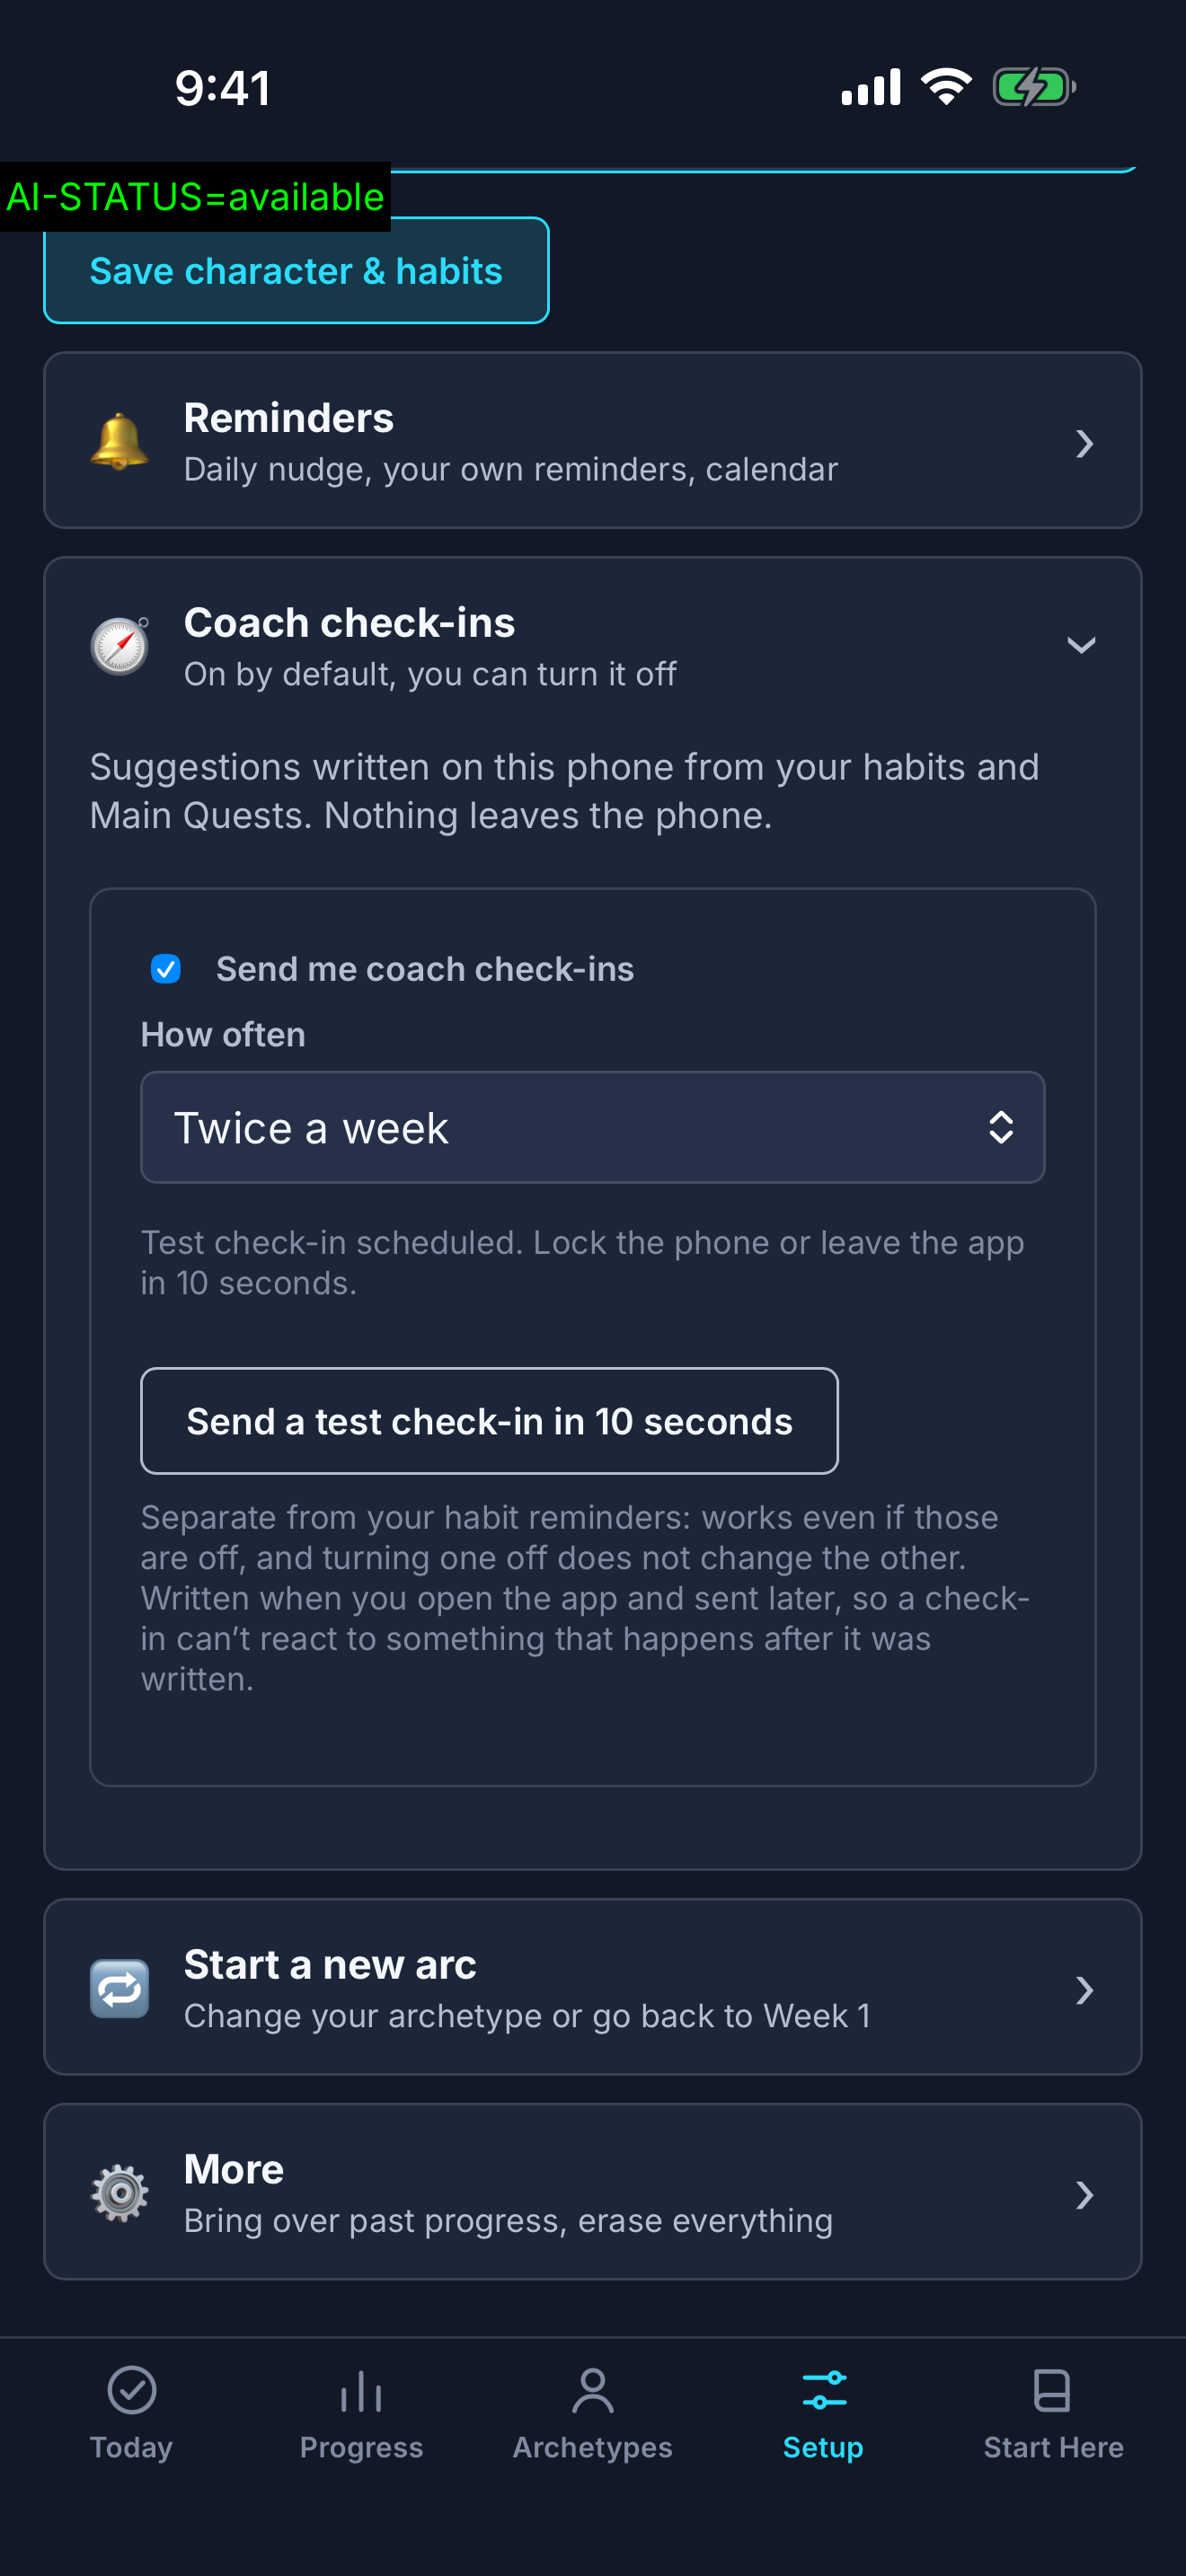 9:41
AI-STATUS=available
Save character & habits
Reminders
Daily nudge, your own reminders, calendar
Coach check-ins
On by default, you can turn it off
Suggestions written on this phone from your habits and
Main Quests. Nothing leaves the phone.
Send me coach check-ins
How often
Twice a week
Test check-in scheduled. Lock the phone or leave the app
in 10 seconds.
Send a test check-in in 10 seconds
Separate from your habit reminders: works even if those
are off, and turning one off does not change the other.
Written when you open the app and sent later, so a check-
in can’t react to something that happens after it was
written.
Start a new arc
Change your archetype or go back to Week 1
More
Bring over past progress, erase everything
Today
Progress
Archetypes
Setup
Start Here